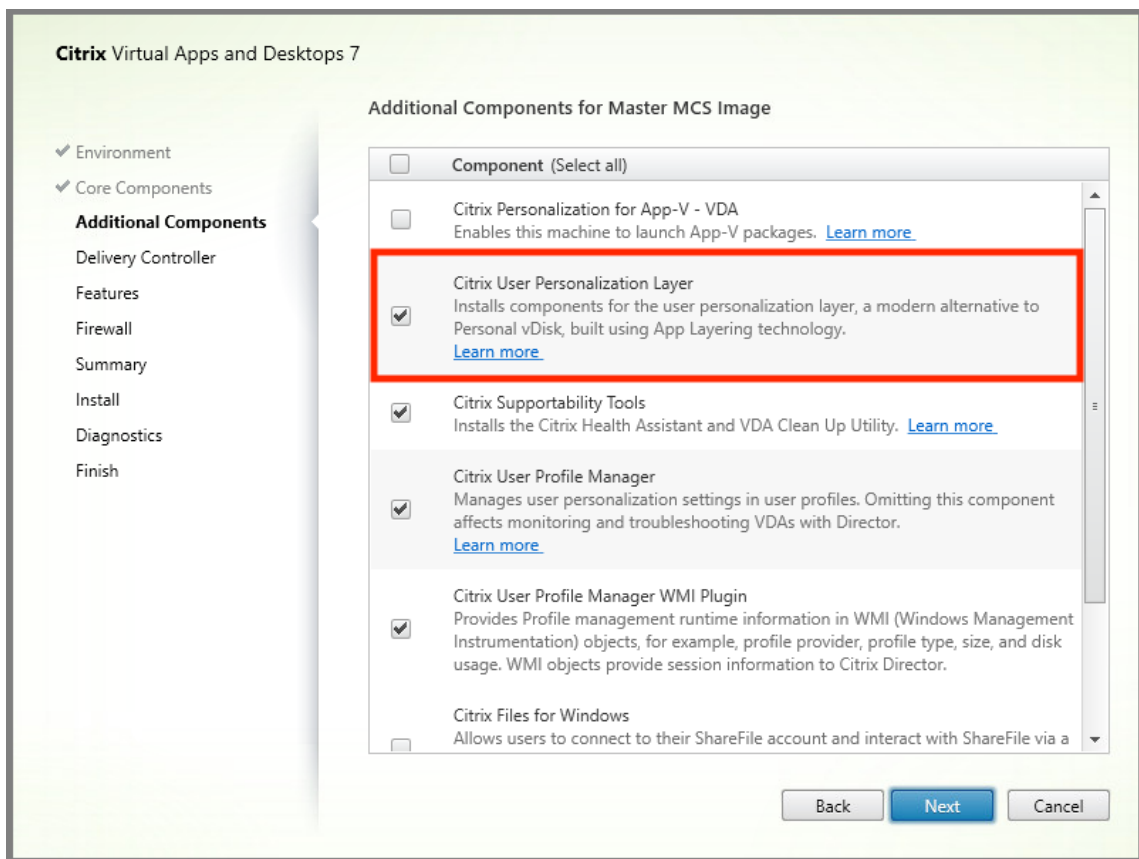 Citrix Virtual Apps and Desktops 7
Additional Components for Master MCS Image
Environment
Core Components
Additional Components
Delivery Controller
Features
Firewall
Summary
Install
Diagnostics
Finish
Component (Select all)
Citrix Personalization for App-V - VDA
Enables this machine to launch App-V packages. Learn more
Citrix User Personalization Layer
Installs components for the user personalization layer, a modern alternative to
Personal vDisk, built using App Layering technology.
Learn more
Citrix Supportability Tools
Installs the Citrix Health Assistant and VDA Clean Up Utility. Learn more
Citrix User Profile Manager
Manages user personalization settings in user profiles. Omitting this component
affects monitoring and troubleshooting VDAs with Director.
Learn more
Citrix User Profile Manager WMI Plugin
Provides Profile management runtime information in WMI (Windows Management
Instrumentation) objects, for example, profile provider, profile type, size, and disk
usage. WMI objects provide session information to Citrix Director.
Citrix Files for Windows
Allows users to connect to their ShareFile account and interact with ShareFile via a
Back Next Cancel